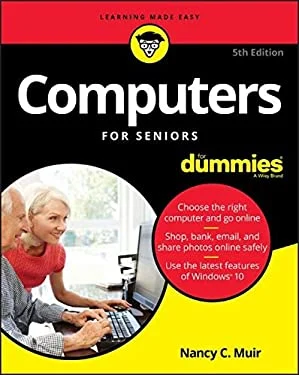 LEARNING MADE EASY
5th Edition
Computers
FOR SENIORS
for
dummies
A Wiley Brand
Choose the right
computer and go online
Shop, bank, email, and
share photos online safely
Use the latest features
of Windows® 10
Nancy C. Muir